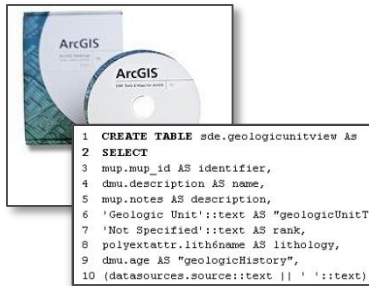 ArcGIS
ArcGIS
1 CREATE TABLE sde.geologicunitview As
2 SELECT
3 mup.mup_id AS identifier,
4 dmu.description AS name,
5 mup.notes AS description,
6 'Geologic Unit'::text AS "geologicUnitT
7 'Not Specified'::text AS rank,
8 polyextattr.lith6name AS lithology,
9 dmu.age AS "geologicHistory",
10 (datasources.source::text || ' '::text)